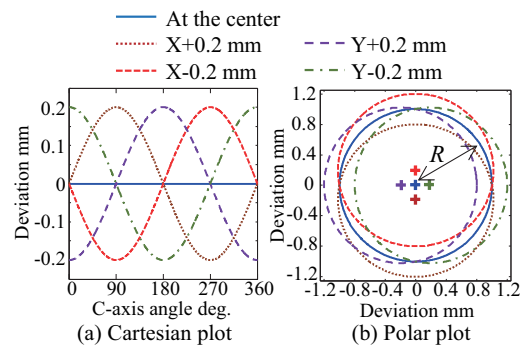 At the center
X+0.2 mm
Y+0.2 mm
X-0.2 mm
Y-0.2 mm
Deviation mm
0.2
0.1
0
-0.1
-0.2
0
90
180
270
360
C-axis angle deg.
(a) Cartesian plot
1.2
0.8
0.4
0
-0.4
-0.8
-1.2
-1.2
-0.8
-0.4
0
0.4
0.8
1.2
R
Deviation mm
(b) Polar plot